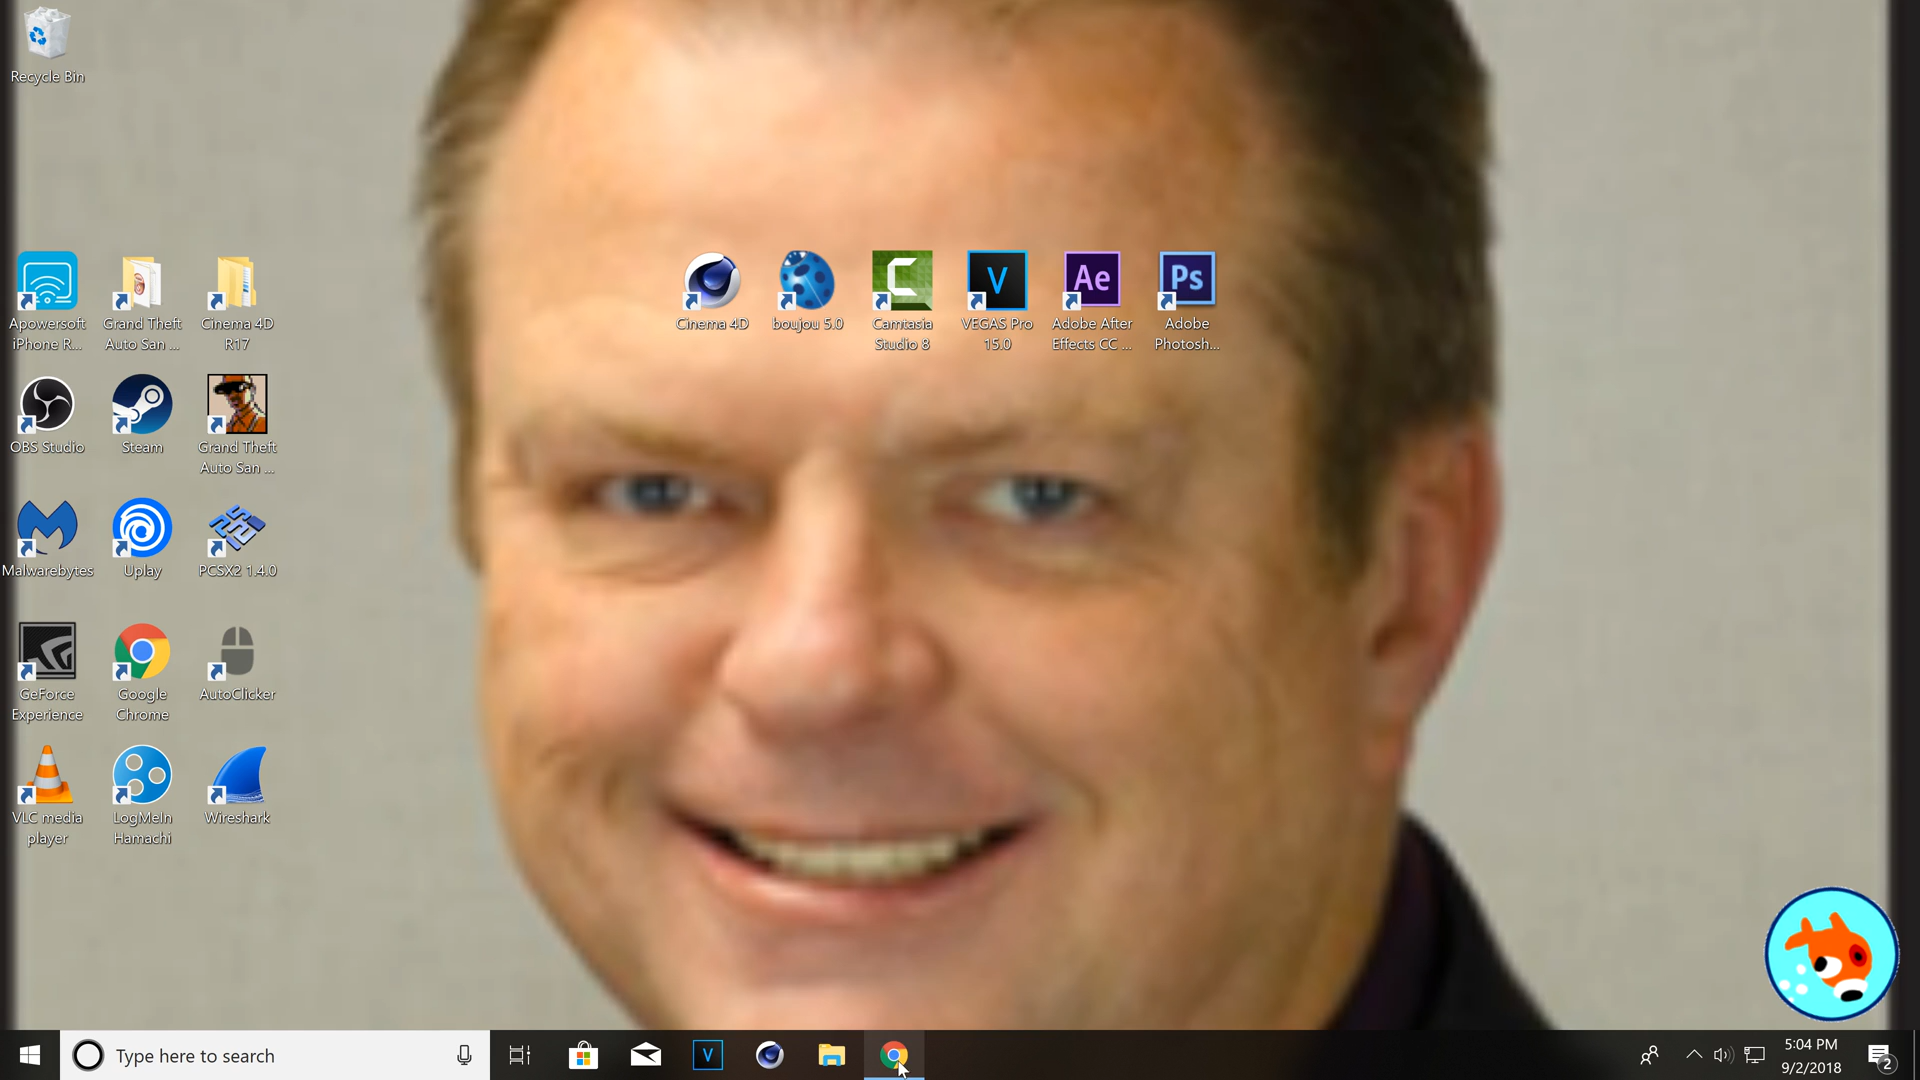 Recycle Bin
Apowersoft
iPhone R...
Grand Theft
Auto San ...
Cinema 4D
R17
Cinema 4D
boujou 5.0
Camtasia
Studio 8
VEGAS Pro
15.0
Adobe After
Effects CC ...
Adobe
Photosh...
OBS Studio
Steam
Grand Theft
Auto San ...
Malwarebytes
Uplay
PCSX2 1.4.0
GeForce
Experience
Google
Chrome
AutoClicker
VLC media
player
LogMeIn
Hamachi
Wireshark
V
Ae
Ps
Type here to search
V
5:04 PM
9/2/2018
2